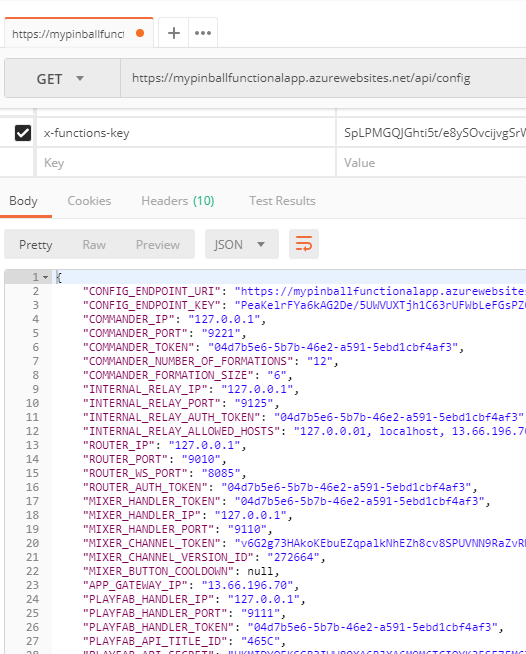 https://mypinballfunct
+ •••
GET https://mypinballfunctionalapp.azurewebsites.net/api/config
x-functions-key SpLPMGQJGhti5t/e8ySOvcijvgSrW
Key Value
Body Cookies Headers (10) Test Results
Pretty Raw Preview JSON
1 {
2 "CONFIG_ENDPOINT_URI": "https://mypinballfunctionalapp.azurewebsites
3 "CONFIG_ENDPOINT_KEY": "PeaKelrFYa6kAG2De/5UWVUXTjh1C63rUFWbLeFGsPZ
4 "COMMANDER_IP": "127.0.0.1",
5 "COMMANDER_PORT": "9221",
6 "COMMANDER_TOKEN": "04d7b5e6-5b7b-46e2-a591-5ebd1cbf4af3",
7 "COMMANDER_NUMBER_OF_FORMATIONS": "12",
8 "COMMANDER_FORMATION_SIZE": "6",
9 "INTERNAL_RELAY_IP": "127.0.0.1",
10 "INTERNAL_RELAY_PORT": "9125",
11 "INTERNAL_RELAY_AUTH_TOKEN": "04d7b5e6-5b7b-46e2-a591-5ebd1cbf4af3"
12 "INTERNAL_RELAY_ALLOWED_HOSTS": "127.0.0.01, localhost, 13.66.196.70
13 "ROUTER_IP": "127.0.0.1",
14 "ROUTER_PORT": "9010",
15 "ROUTER_WS_PORT": "8085",
16 "ROUTER_AUTH_TOKEN": "04d7b5e6-5b7b-46e2-a591-5ebd1cbf4af3",
17 "MIXER_HANDLER_TOKEN": "04d7b5e6-5b7b-46e2-a591-5ebd1cbf4af3",
18 "MIXER_HANDLER_IP": "127.0.0.1",
19 "MIXER_HANDLER_PORT": "9110",
20 "MIXER_CHANNEL_TOKEN": "v6G2g73HAkoKEbuEZqpalkNhEZh8cv8SPUVNN9RaZvR
21 "MIXER_CHANNEL_VERSION_ID": "272664",
22 "MIXER_BUTTON_COOLDOWN": null,
23 "APP_GATEWAY_IP": "13.66.196.70",
24 "PLAYFAB_HANDLER_IP": "127.0.0.1",
25 "PLAYFAB_HANDLER_PORT": "9111",
26 "PLAYFAB_HANDLER_TOKEN": "04d7b5e6-5b7b-46e2-a591-5ebd1cbf4af3",
27 "PLAYFAB_API_TITLE_ID": "465C",